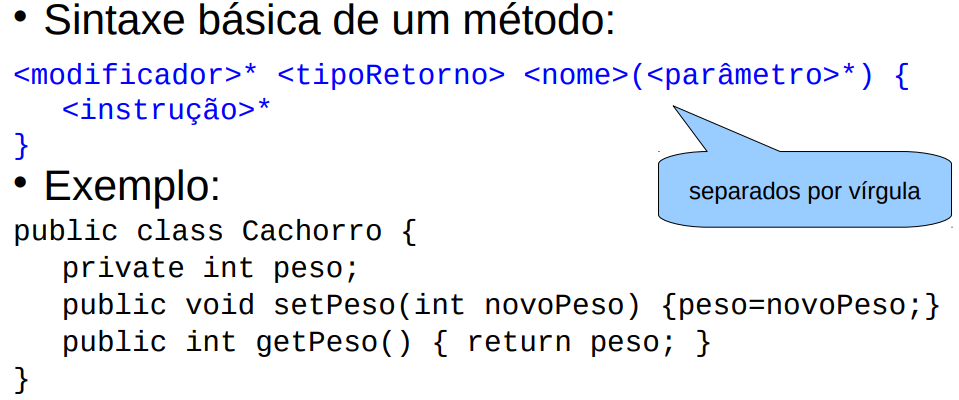 • Sintaxe básica de um método:
<modificador>* <tipoRetorno> <nome>(<parâmetro>*) {
<instrução>*
}
separados por vírgula
• Exemplo:
public class Cachorro {
private int peso;
public void setPeso(int novoPeso) {peso=novoPeso;}
public int getPeso() { return peso; }
}